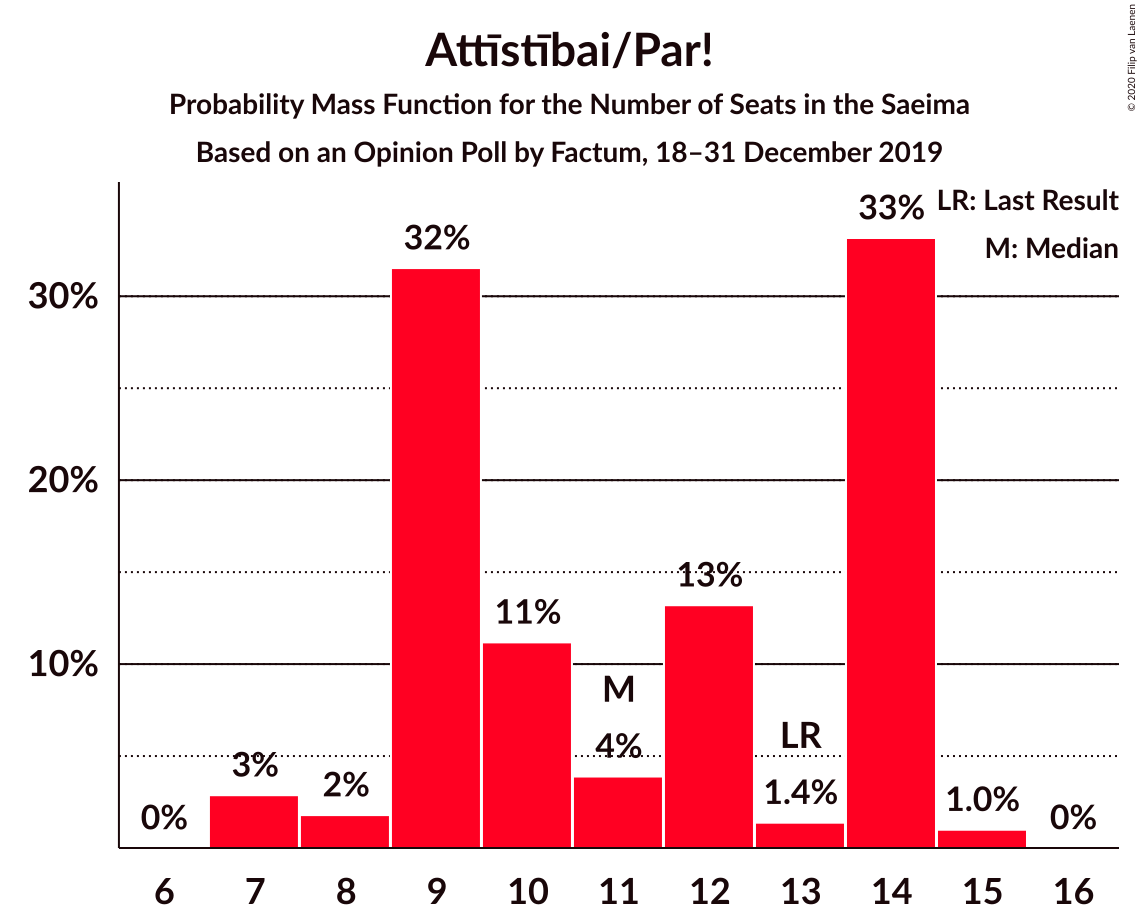 Attīstībai/Par!
Probability Mass Function for the Number of Seats in the Saeima
Based on an Opinion Poll by Factum, 18–31 December 2019
© 2020 Filip van Laenen
LR: Last Result
M: Median
30%
20%
10%
0%
3%
2%
32%
11%
M
4%
13%
LR
1.4%
33%
1.0%
0%
6 7 8 9 10 11 12 13 14 15 16